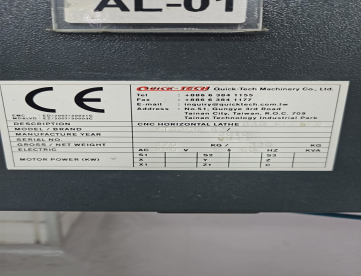 AL-01
CE
QUICK-TECH Quick-Tech Machinery Co., Ltd.
Tel : +886 6 384 1155
Fax : +886 6 384 1177
E-mail : inquiry@quicktech.com.tw
Address : No.51, Gungye 3rd Road
Tainan City, Taiwan, R.O.C. 709
Tainan Technology Industrial Park
DESCRIPTION CNC HORIZONTAL LATHE
MODEL / BRAND /
MANUFACTURE YEAR
SERIAL NO.
GROSS / NET WEIGHT KG / KG
ELECTRIC AC V HZ KVA
MOTOR POWER (KW) S1 S2 S3
X Y Z
X1 Z1 C